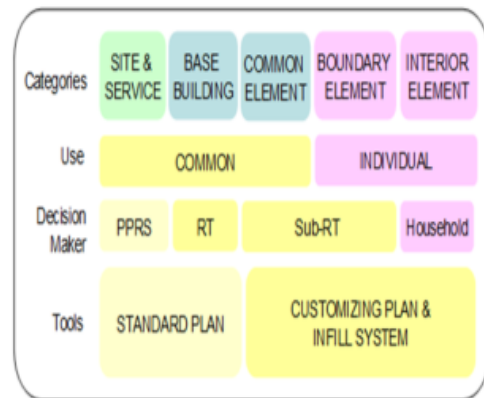 Categories
SITE &
SERVICE
BASE
BUILDING
COMMON
ELEMENT
BOUNDARY
ELEMENT
INTERIOR
ELEMENT
Use
COMMON
INDIVIDUAL
Decision
Maker
PPRS
RT
Sub-RT
Household
Tools
STANDARD PLAN
CUSTOMIZING PLAN &
INFILL SYSTEM